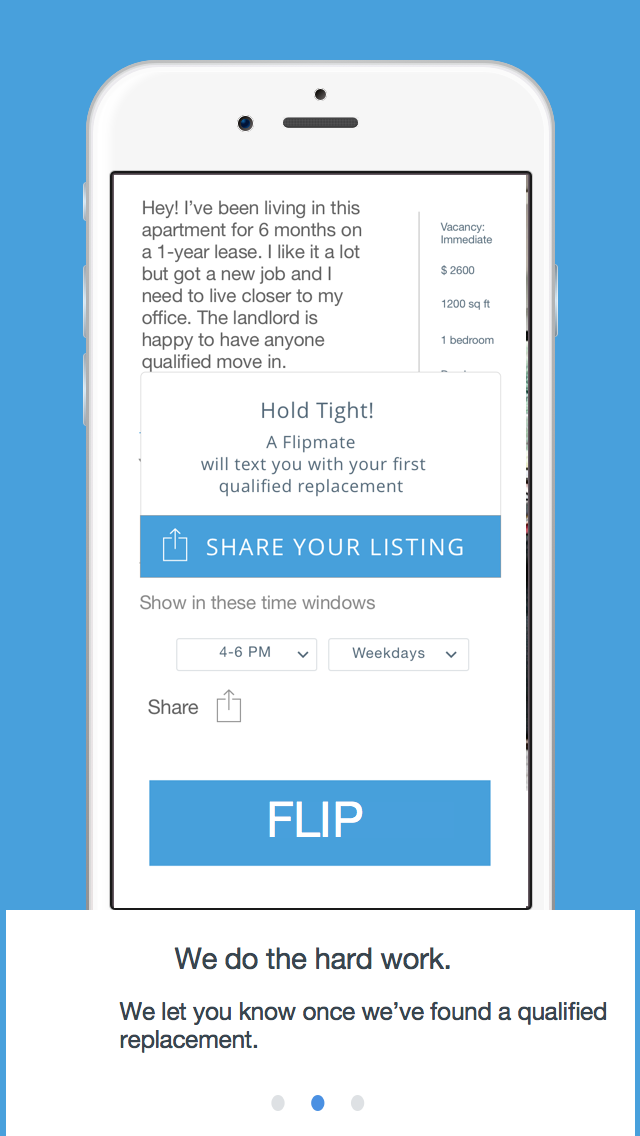 Hey! I've been living in this
apartment for 6 months on
a 1-year lease. I like it a lot
but got a new job and I
need to live closer to my
office. The landlord is
happy to have anyone
qualified move in.
Vacancy:
Immediate
$ 2600
1200 sq ft
1 bedroom
Hold Tight!
A Flipmate
will text you with your first
qualified replacement
SHARE YOUR LISTING
Show in these time windows
4-6 PM
Weekdays
Share
FLIP
We do the hard work.
We let you know once we've found a qualified
replacement.